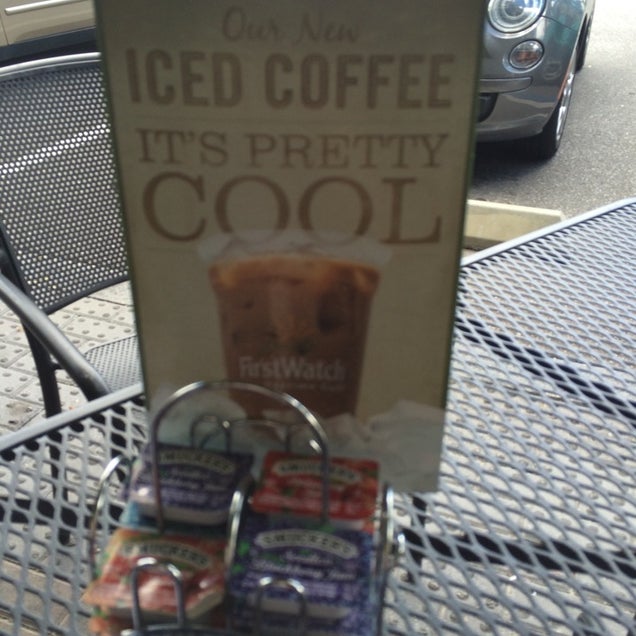 Our New
ICED COFFEE
IT'S PRETTY
COOL
FirstWatch
SMUCKER'S
SMUCKER'S
SMUCKER'S
SMUCKER'S